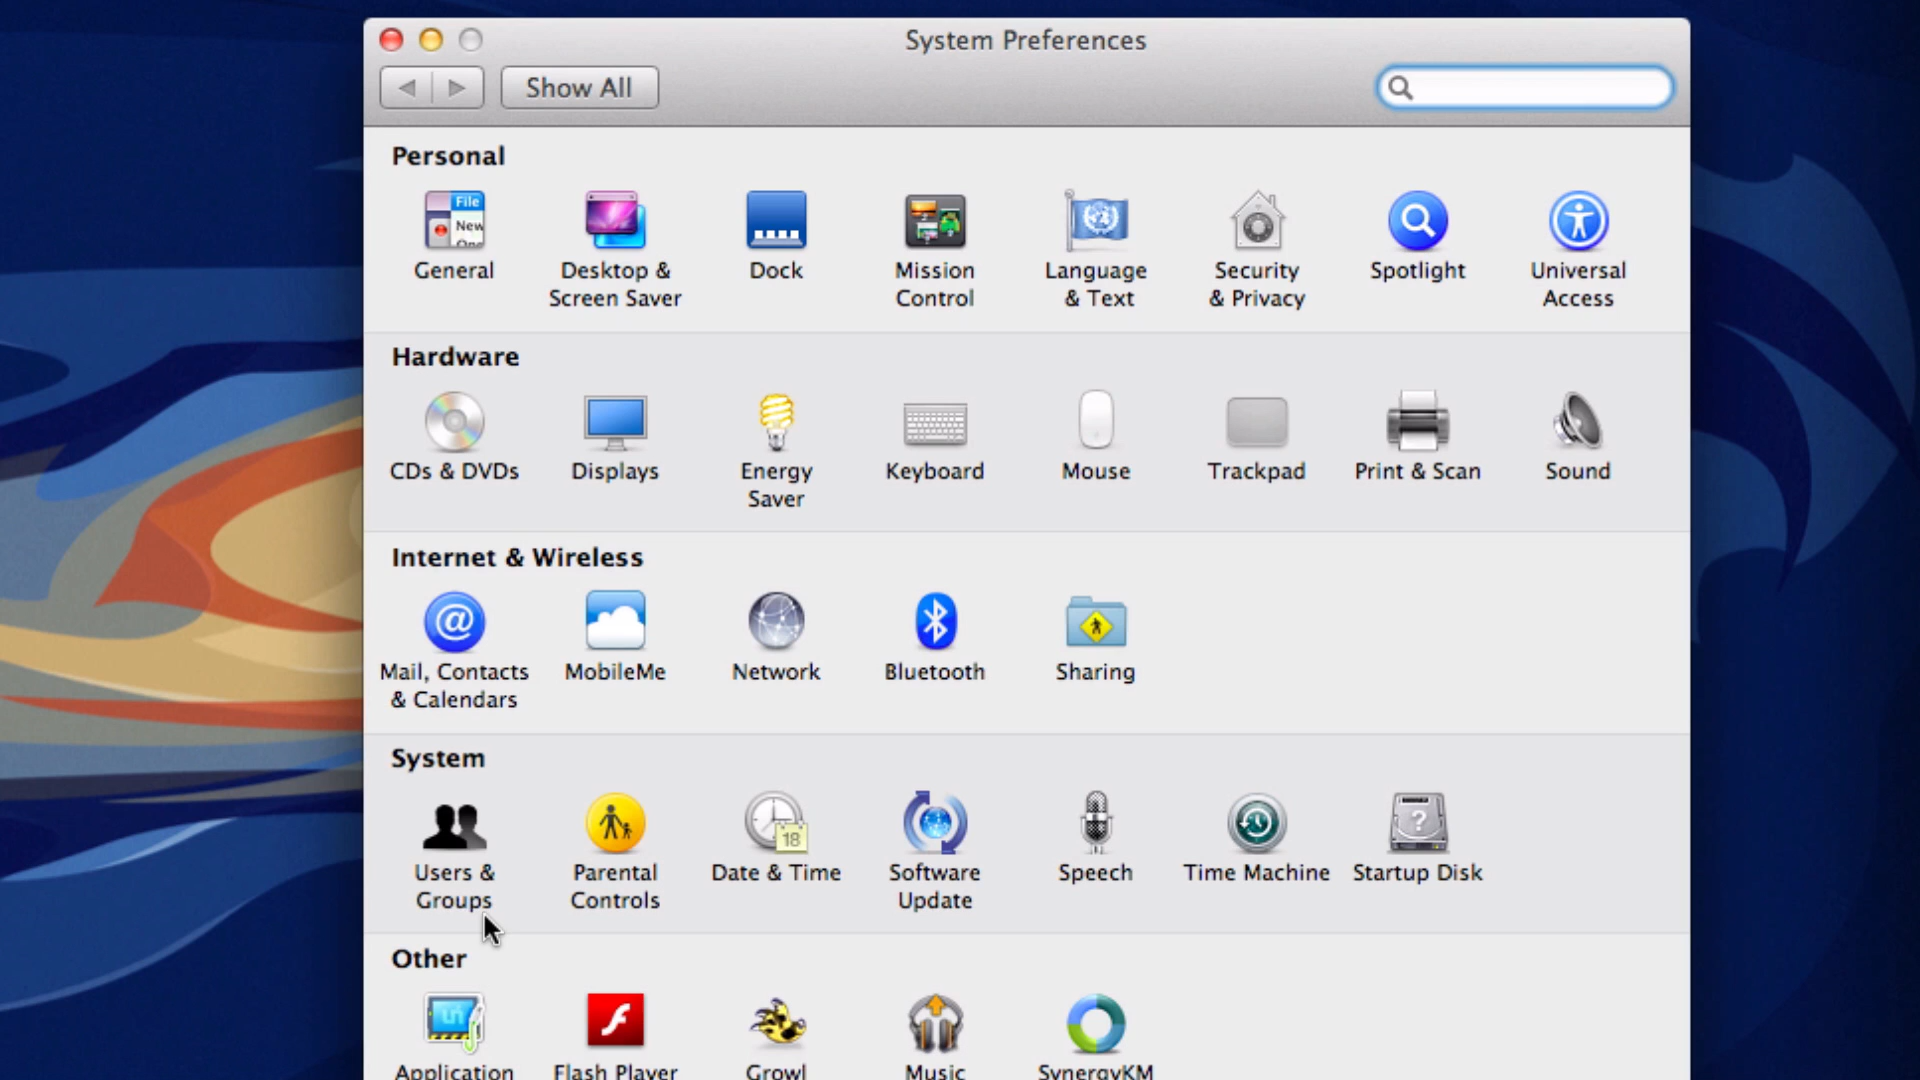 System Preferences
Show All
Personal
File
New
General
Desktop &
Screen Saver
Dock
Mission
Control
Language
& Text
Security
& Privacy
Spotlight
Universal
Access
Hardware
CDs & DVDs
Displays
Energy
Saver
Keyboard
Mouse
Trackpad
Print & Scan
Sound
Internet & Wireless
@
Mail, Contacts
& Calendars
MobileMe
Network
Bluetooth
Sharing
System
Users &
Groups
Parental
Controls
18
Date & Time
Software
Update
Speech
Time Machine
?
Startup Disk
Other
Application
Flash Player
Growl
Music
SynergyKM